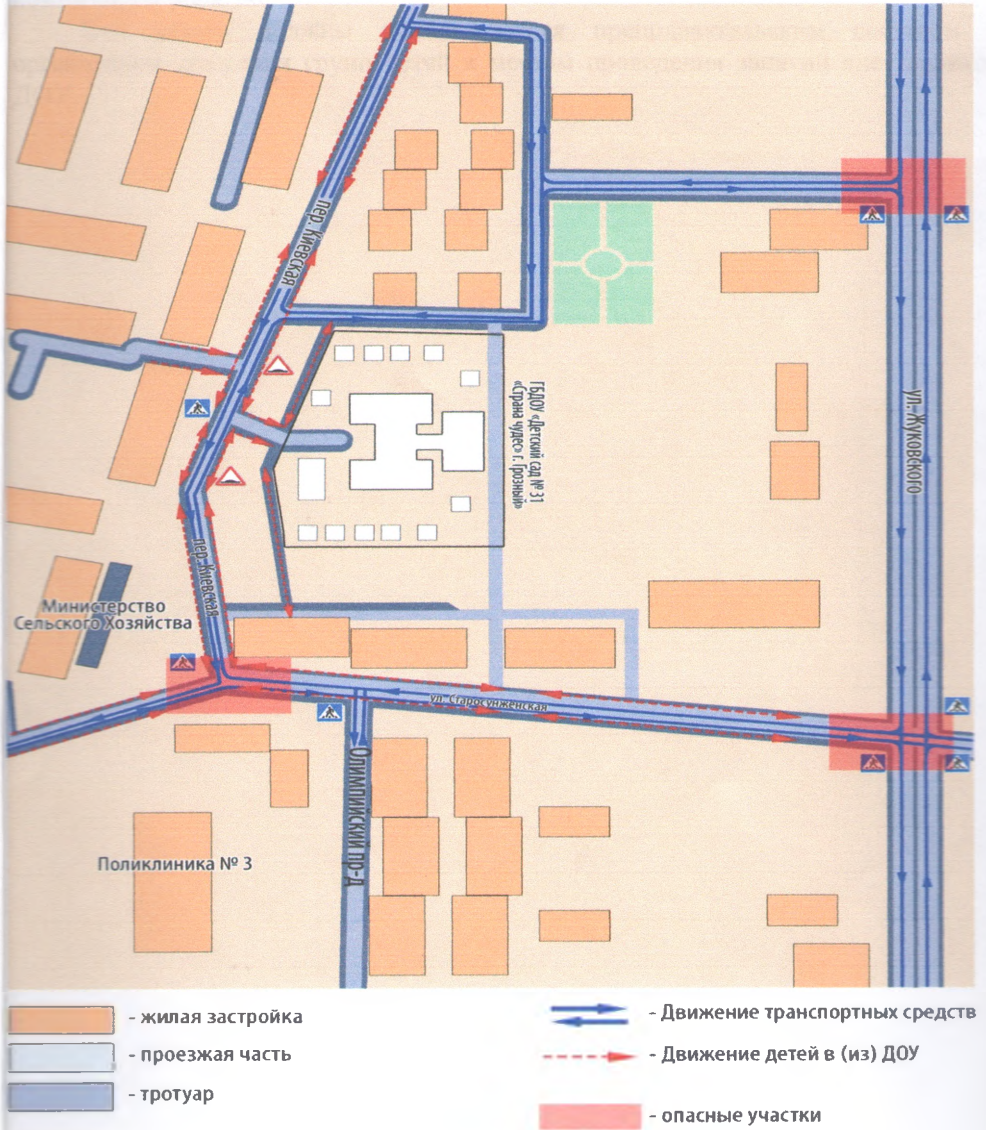 пер. Киевская
ГБДОУ «Детский сад № 31
«Страна чудес» г. Грозный»
ул. Жуковского
пер. Киевская
Министерство
Сельского Хозяйства
ул. Старосунженская
Олимпийский пр-д
Поликлиника № 3
- жилая застройка
- проезжая часть
- тротуар
- Движение транспортных средств
- Движение детей в (из) ДОУ
- опасные участки